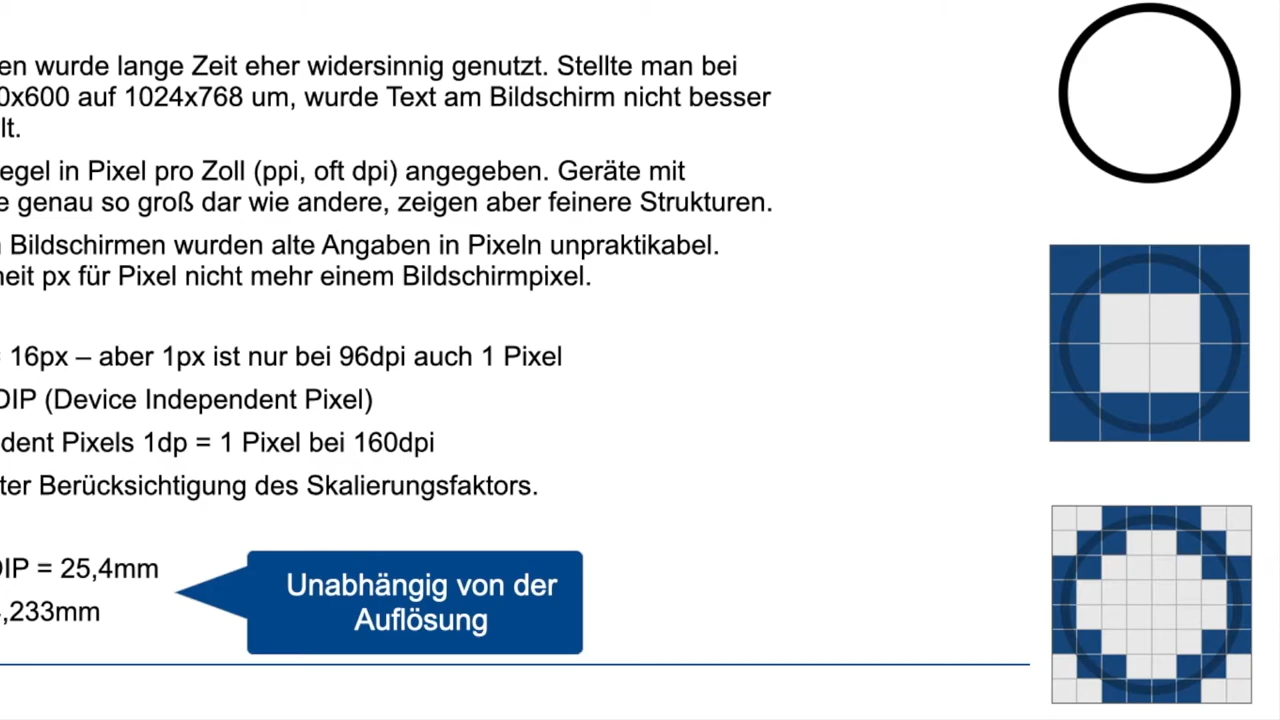 en wurde lange Zeit eher widersinnig genutzt. Stellte man bei
0x600 auf 1024x768 um, wurde Text am Bildschirm nicht besser
lt.
egel in Pixel pro Zoll (ppi, oft dpi) angegeben. Geräte mit
e genau so groß dar wie andere, zeigen aber feinere Strukturen.
Bildschirmen wurden alte Angaben in Pixeln unpraktikabel.
eit px für Pixel nicht mehr einem Bildschirmpixel.
= 16px – aber 1px ist nur bei 96dpi auch 1 Pixel
DIP (Device Independent Pixel)
dent Pixels 1dp = 1 Pixel bei 160dpi
ter Berücksichtigung des Skalierungsfaktors.
DIP = 25,4mm
,233mm
Unabhängig von der
Auflösung